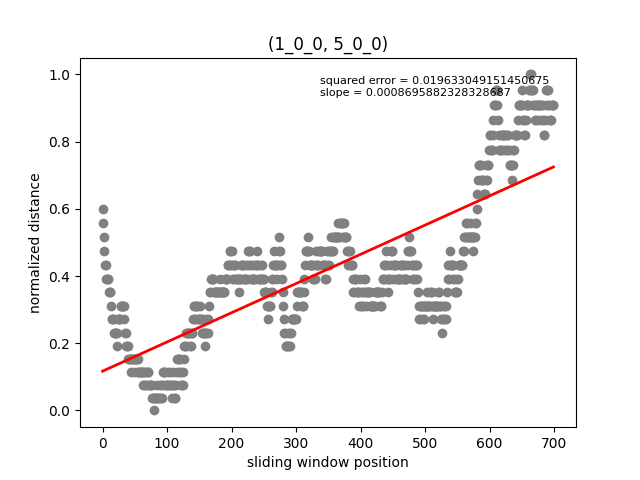 (1_0_0, 5_0_0)
squared error = 0.019633049151450675
slope = 0.0008695882328328687
normalized distance
1.0
0.8
0.6
0.4
0.2
0.0
0 100 200 300 400 500 600 700
sliding window position